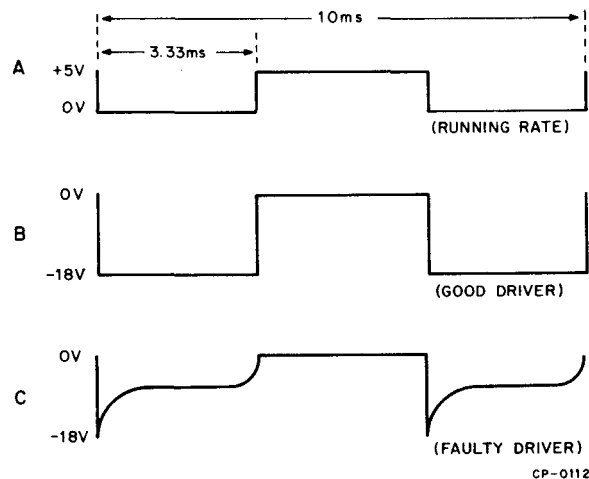 10ms
3.33ms
A
+5V
0V
(RUNNING RATE)
0V
B
-18V
(GOOD DRIVER)
0V
C
-18V
(FAULTY DRIVER)
CP-0112